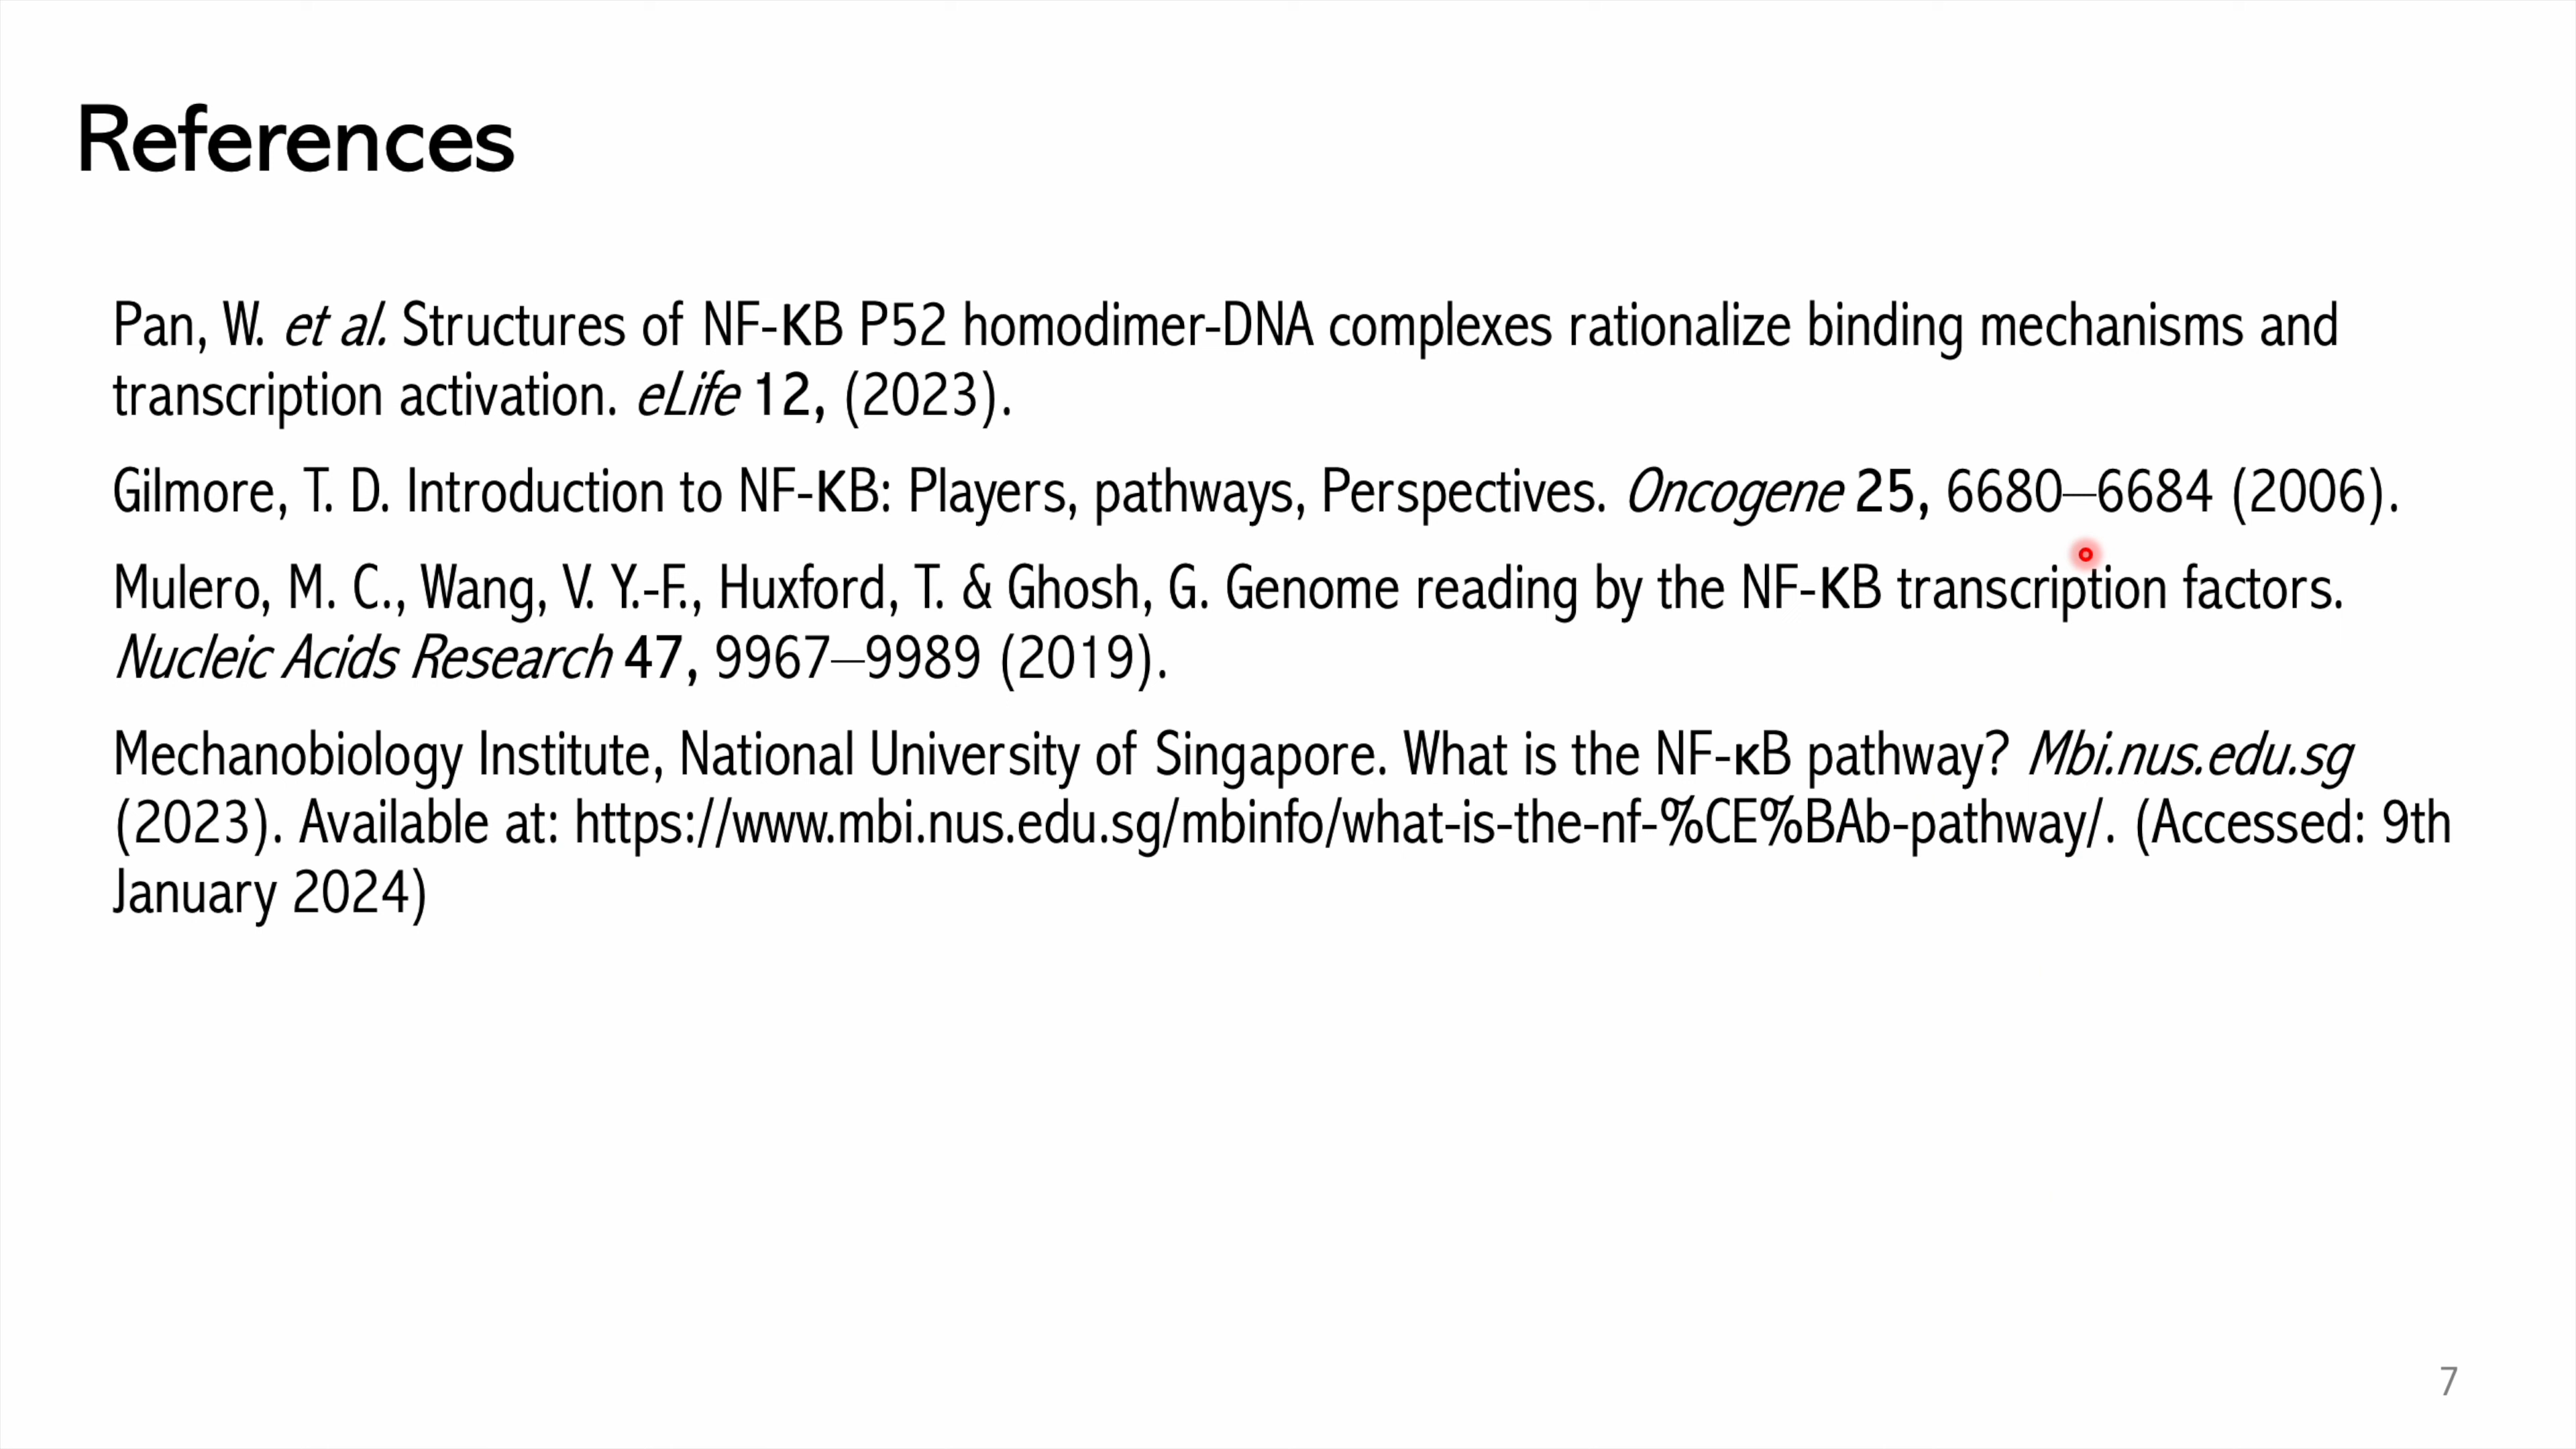 References
Pan, W. et al. Structures of NF-ΚB P52 homodimer-DNA complexes rationalize binding mechanisms and
transcription activation. eLife 12, (2023).
Gilmore, T. D. Introduction to NF-ΚB: Players, pathways, Perspectives. Oncogene 25, 6680–6684 (2006).
Mulero, M. C., Wang, V. Y.-F., Huxford, T. & Ghosh, G. Genome reading by the NF-ΚB transcription factors.
Nucleic Acids Research 47, 9967–9989 (2019).
Mechanobiology Institute, National University of Singapore. What is the NF-κB pathway? Mbi.nus.edu.sg
(2023). Available at: https://www.mbi.nus.edu.sg/mbinfo/what-is-the-nf-%CE%BAb-pathway/. (Accessed: 9th
January 2024)
7